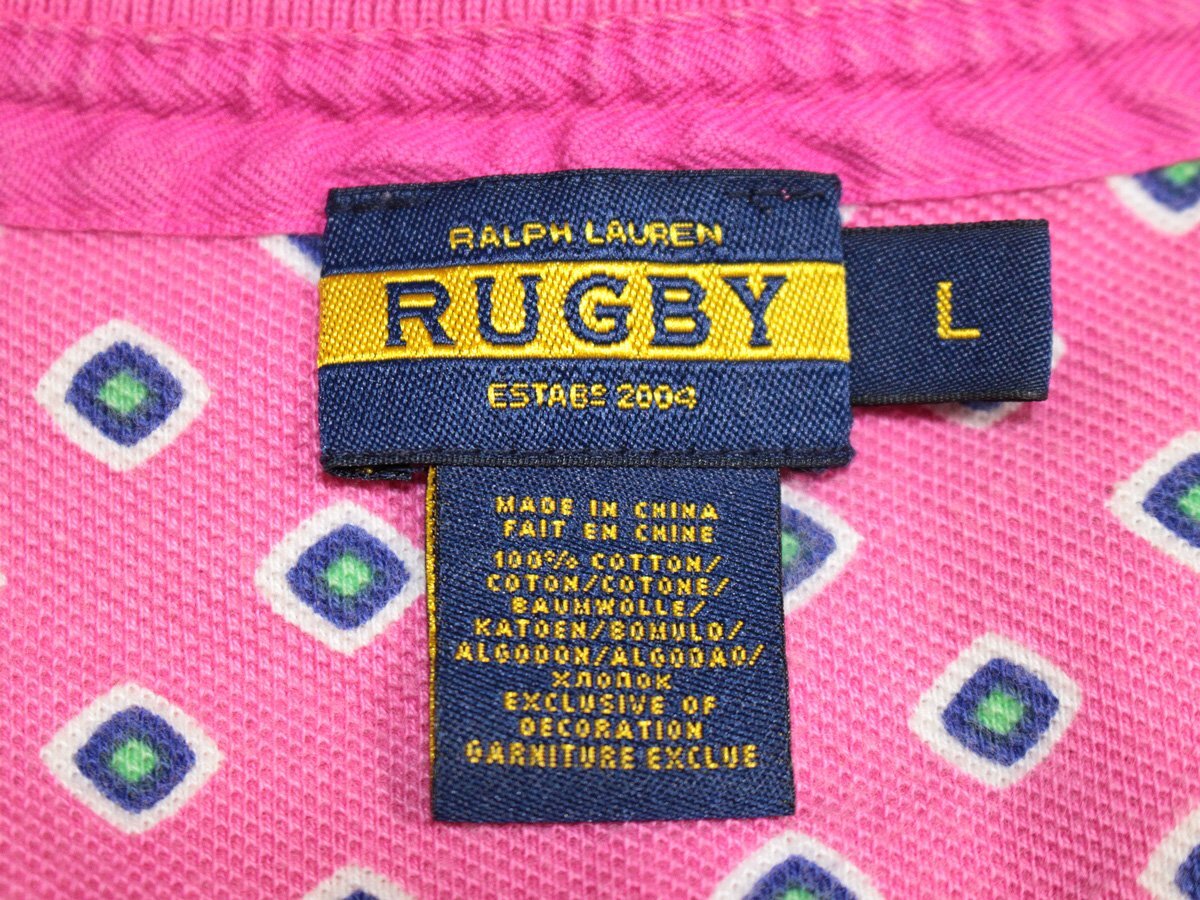 RALPH LAUREN
RUGBY
ESTABS 2004
L
MADE IN CHINA
FAIT EN CHINE
100% COTTON/
COTON/COTONE/
BAUMWOLLE/
KATOEN/BOMULD/
ALGODON/ALGODAO/
ХЛОПОК
EXCLUSIVE OF
DECORATION
GARNITURE EXCLUE